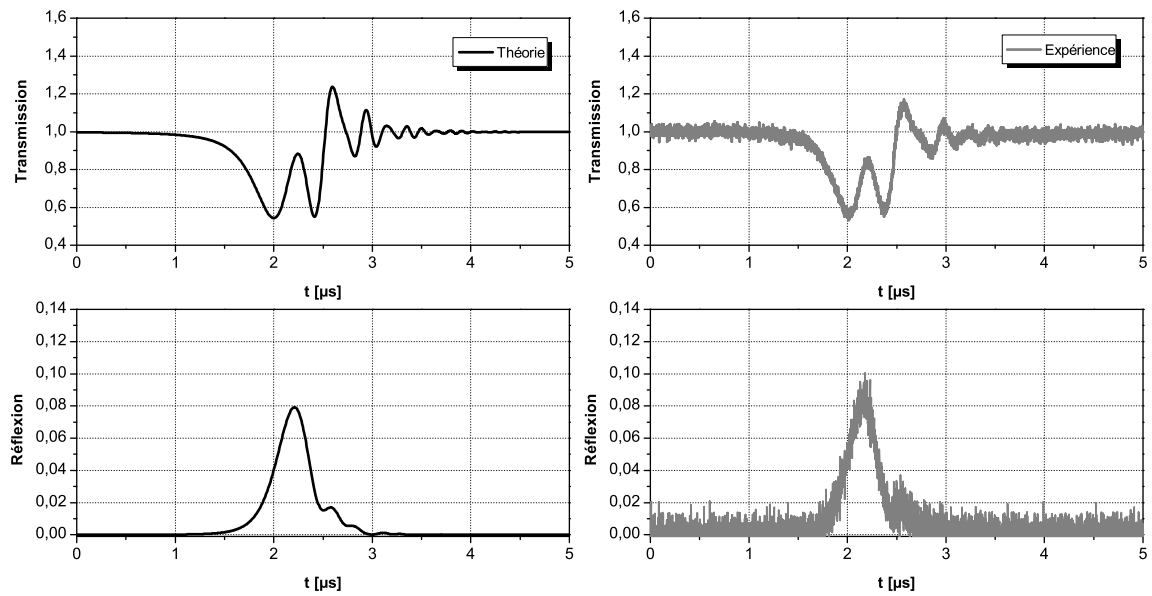 1,6
1,4
1,2
1,0
0,8
0,6
0,4
Transmission
Théorie
0 1 2 3 4 5
t [µs]
1,6
1,4
1,2
1,0
0,8
0,6
0,4
Transmission
Expérience
0 1 2 3 4 5
t [µs]
0,14
0,12
0,10
0,08
0,06
0,04
0,02
0,00
Réflexion
0 1 2 3 4 5
t [µs]
0,14
0,12
0,10
0,08
0,06
0,04
0,02
0,00
Réflexion
0 1 2 3 4 5
t [µs]